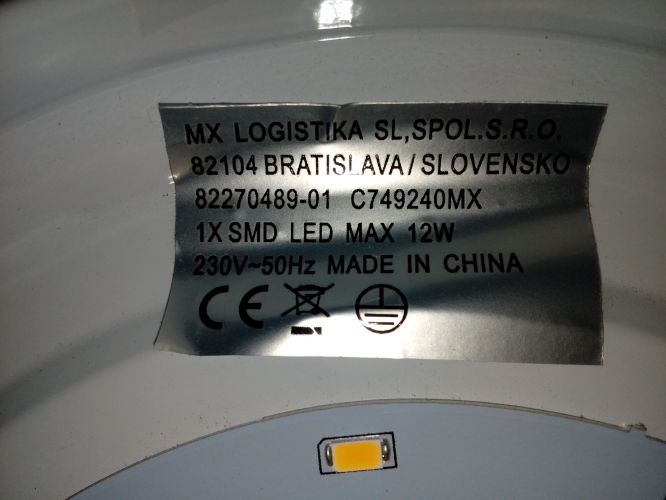 MX LOGISTIKA SL,SPOL.S.R.O.
82104 BRATISLAVA/SLOVENSKO
82270489-01 C749240MX
1X SMD LED MAX 12W
230V~50Hz MADE IN CHINA
CE